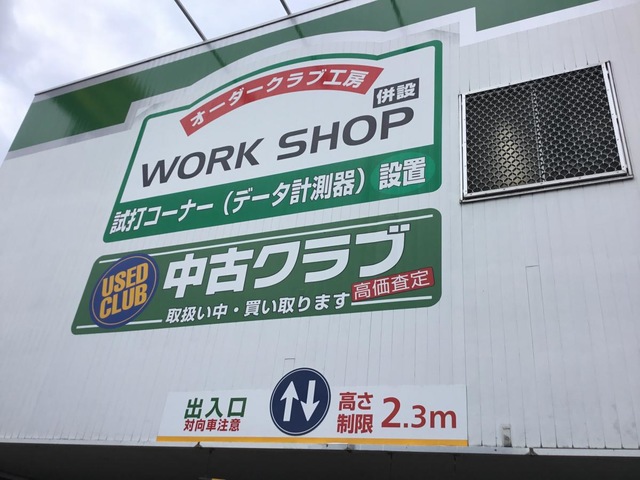 オーダークラブ工房
併設
WORK SHOP
試打コーナー（データ計測器）設置
USED
CLUB
中古クラブ
取扱い中・買い取ります
高価査定
出入口
対向車注意
高さ
制限
2.3m